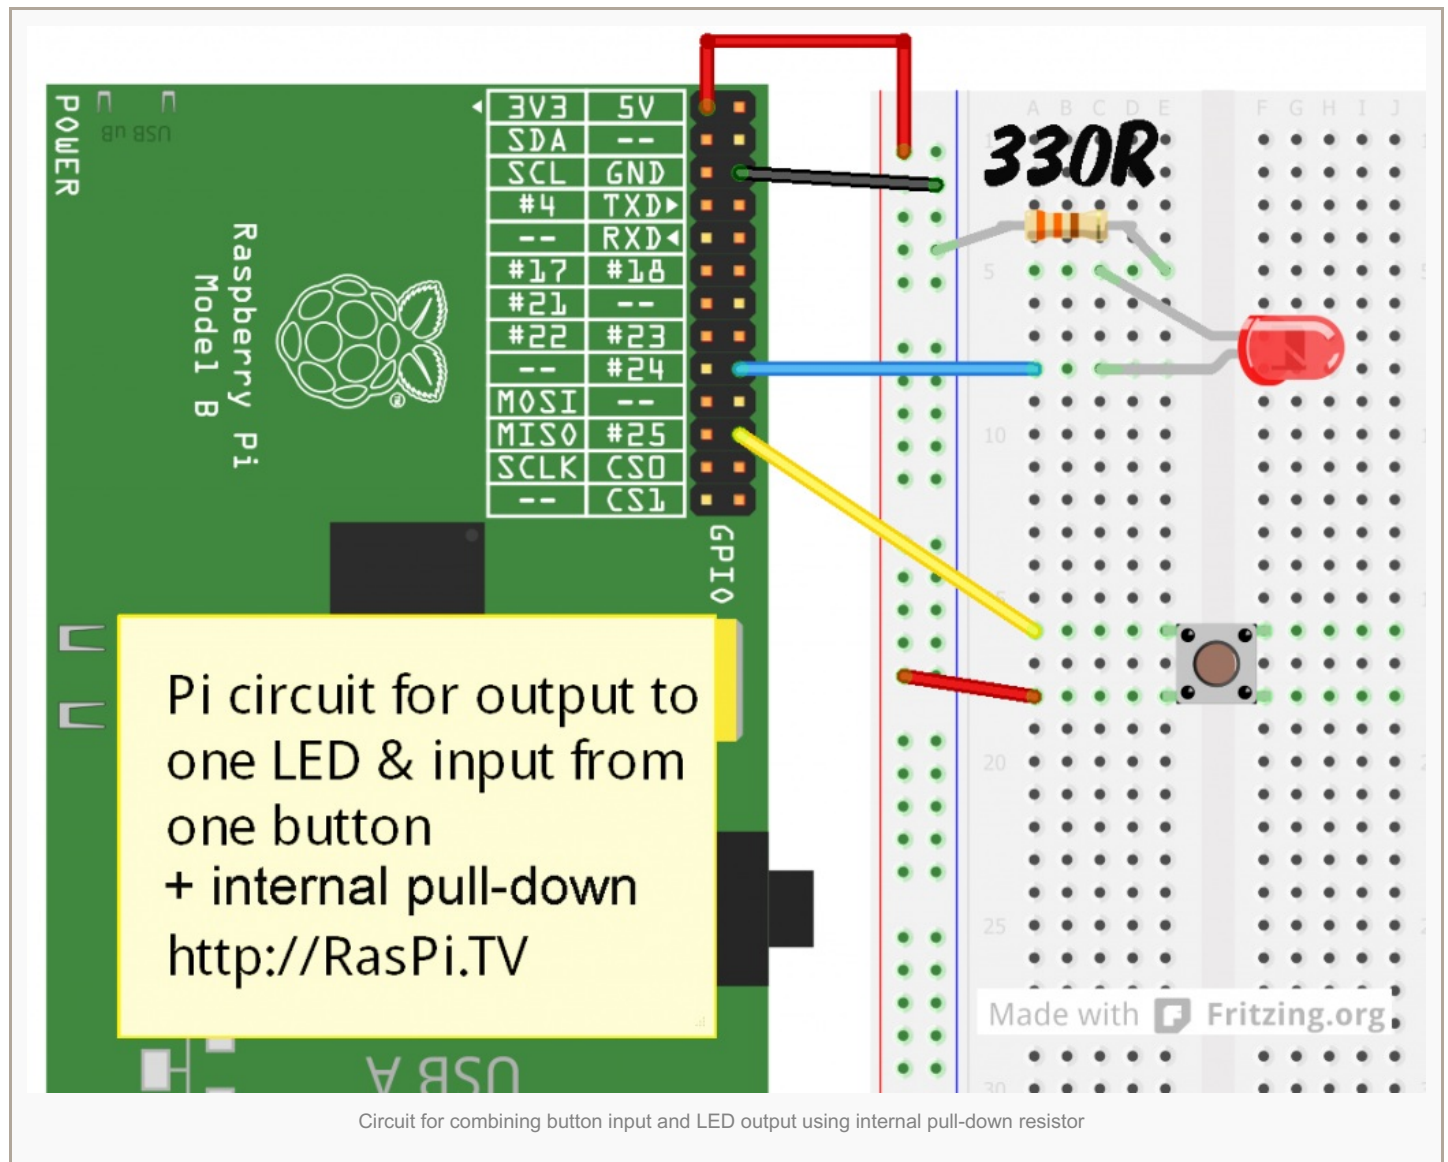 POWER
USB uB
Raspberry Pi
Model B
®
3V3 5V
SDA --
SCL GND
#4 TXD▶
-- RXD◀
#17 #18
#21 --
#22 #23
-- #24
MOSI --
MISO #25
SCLK CS0
-- CS1
GPIO
A B C D E F G H I J
330R
5
10
20
25
30
Pi circuit for output to
one LED & input from
one button
+ internal pull-down
http://RasPi.TV
USB A
Made with Fritzing.org
Circuit for combining button input and LED output using internal pull-down resistor